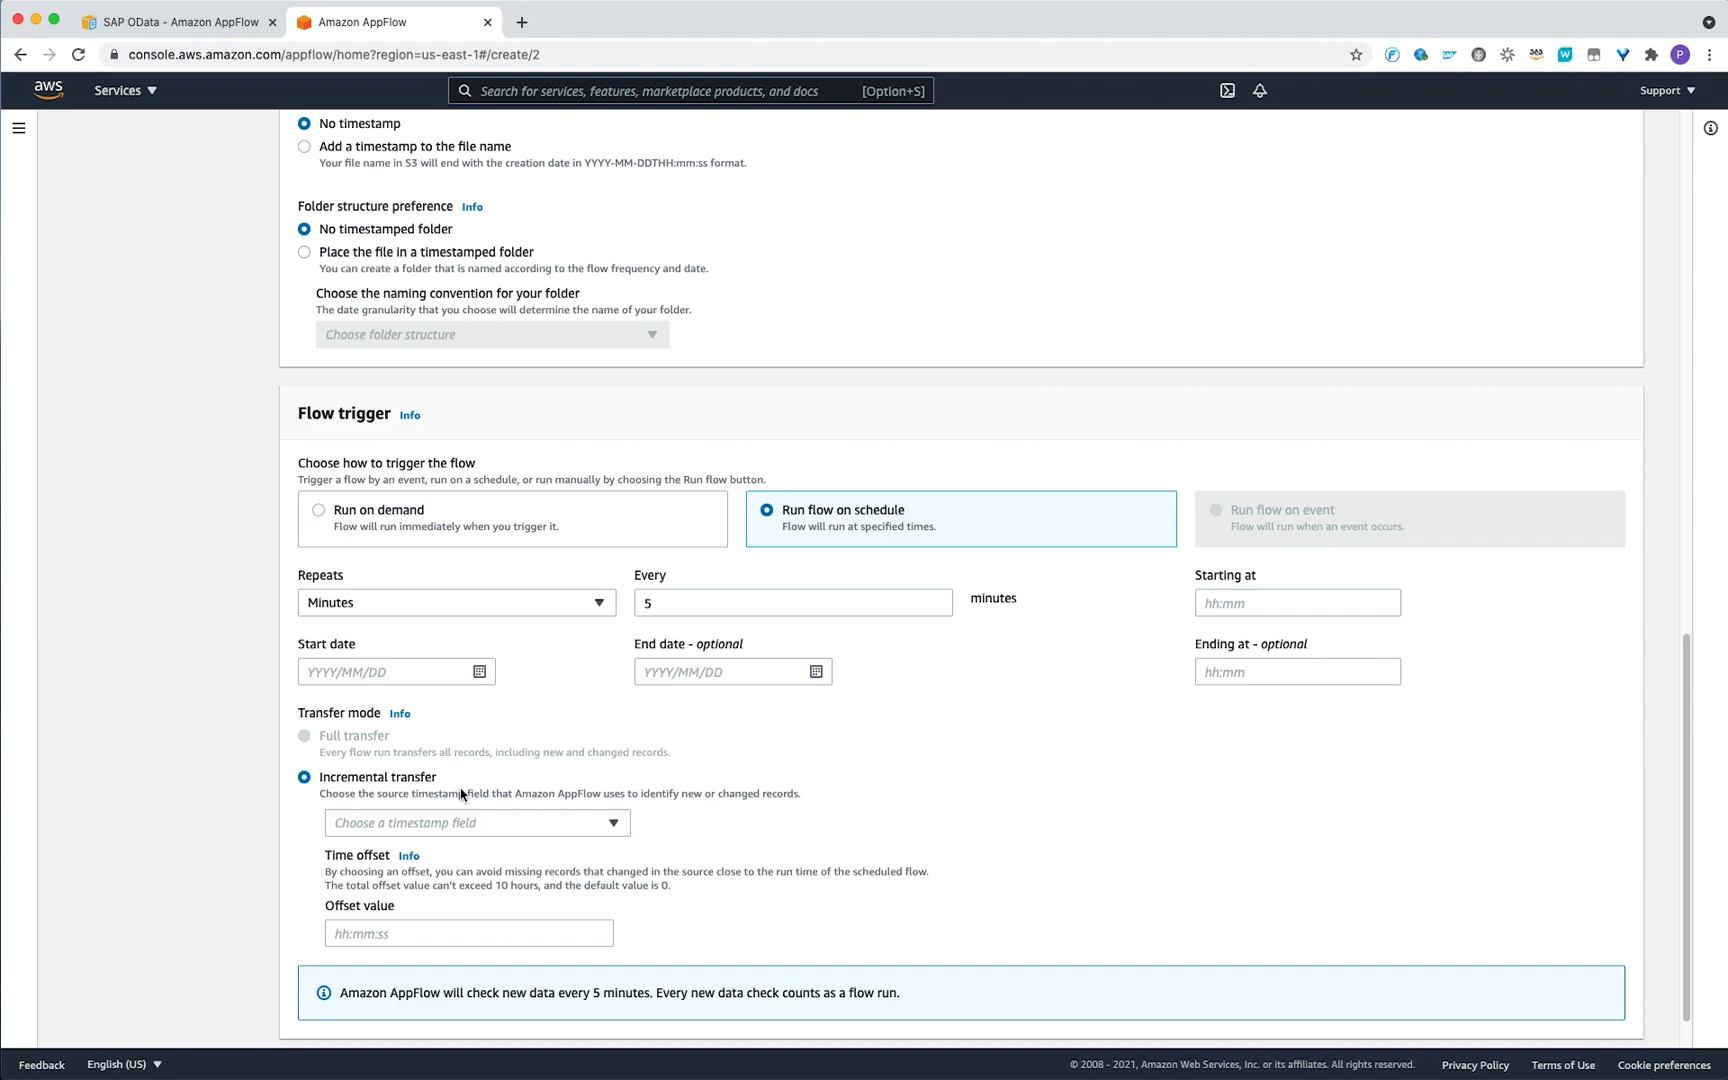 SAP OData - Amazon AppFlow
Amazon AppFlow
console.aws.amazon.com/appflow/home?region=us-east-1#/create/2
P
aws
Services
Search for services, features, marketplace products, and docs [Option+S]
Support
No timestamp
Add a timestamp to the file name
Your file name in S3 will end with the creation date in YYYY-MM-DDTHH:mm:ss format.
Folder structure preference Info
No timestamped folder
Place the file in a timestamped folder
You can create a folder that is named according to the flow frequency and date.
Choose the naming convention for your folder
The date granularity that you choose will determine the name of your folder.
Choose folder structure
Flow trigger Info
Choose how to trigger the flow
Trigger a flow by an event, run on a schedule, or run manually by choosing the Run flow button.
Run on demand
Flow will run immediately when you trigger it.
Run flow on schedule
Flow will run at specified times.
Run flow on event
Flow will run when an event occurs.
Repeats
Every
Starting at
Minutes
5
minutes
hh:mm
Start date
End date - optional
Ending at - optional
YYYY/MM/DD
YYYY/MM/DD
hh:mm
Transfer mode Info
Full transfer
Every flow run transfers all records, including new and changed records.
Incremental transfer
Choose the source timestamp field that Amazon AppFlow uses to identify new or changed records.
Choose a timestamp field
Time offset Info
By choosing an offset, you can avoid missing records that changed in the source close to the run time of the scheduled flow.
The total offset value can't exceed 10 hours, and the default value is 0.
Offset value
hh:mm:ss
Amazon AppFlow will check new data every 5 minutes. Every new data check counts as a flow run.
Feedback
English (US)
© 2008 - 2021, Amazon Web Services, Inc. or its affiliates. All rights reserved.
Privacy Policy
Terms of Use
Cookie preferences